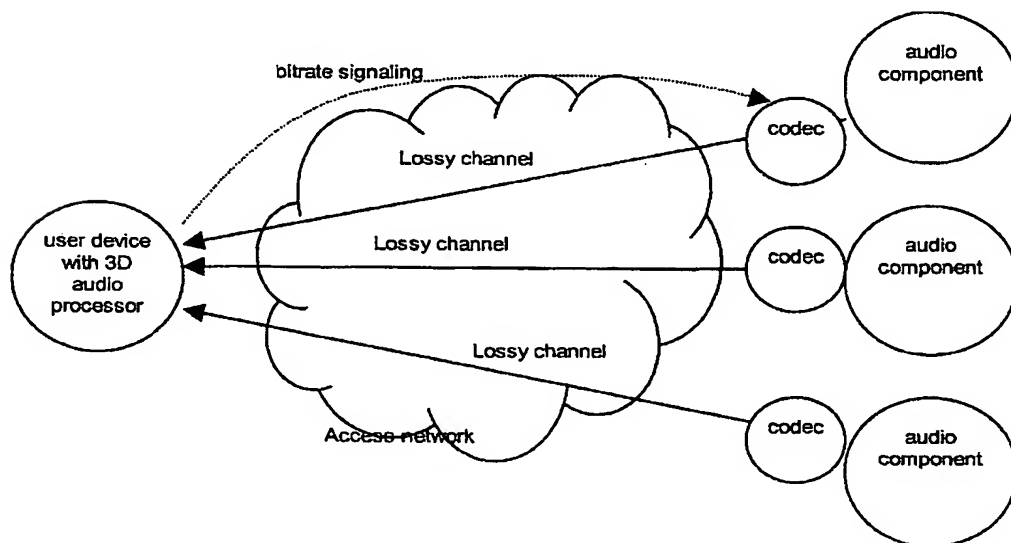 bitrate signaling
audio
component
codec
Lossy channel
user device
with 3D
audio
processor
Lossy channel
codec
audio
component
Lossy channel
Access network
codec
audio
component